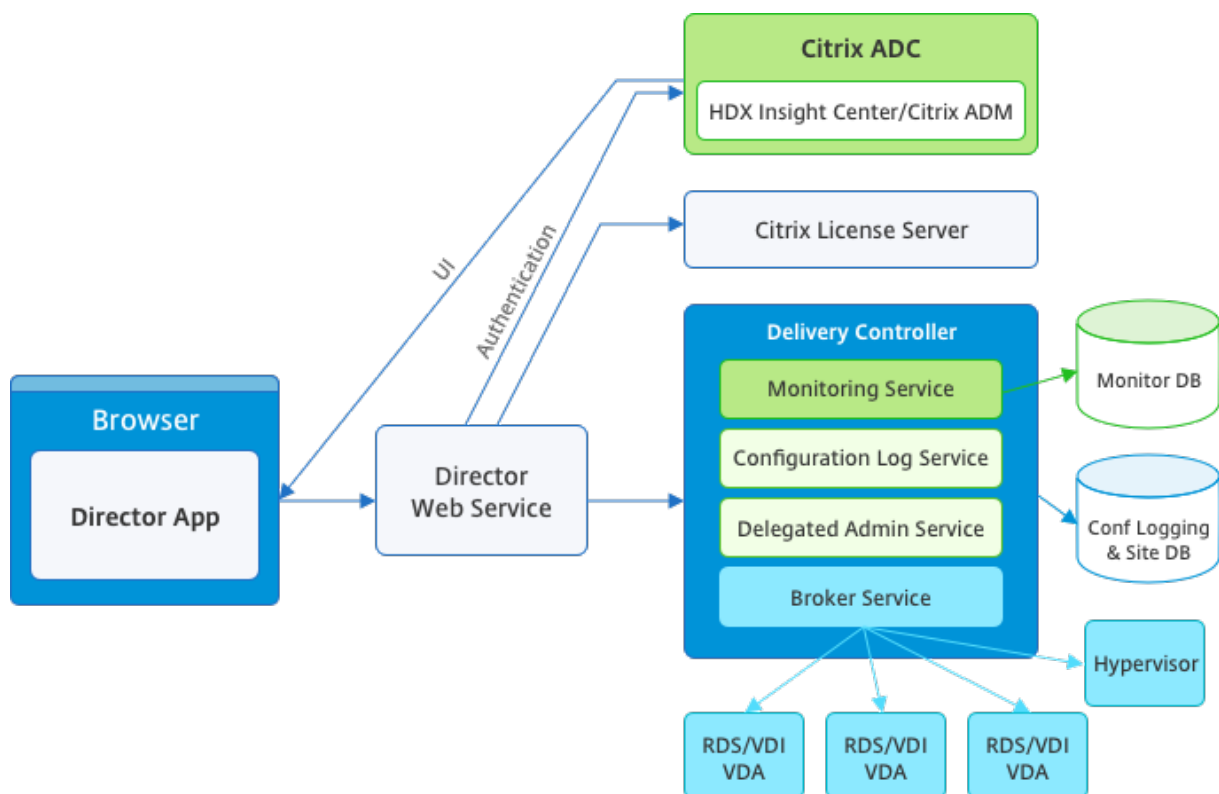 Citrix ADC
HDX Insight Center/Citrix ADM
UI
Authentication
Citrix License Server
Delivery Controller
Monitoring Service
Configuration Log Service
Delegated Admin Service
Broker Service
Monitor DB
Conf Logging
& Site DB
Browser
Director App
Director
Web Service
Hypervisor
RDS/VDI
VDA
RDS/VDI
VDA
RDS/VDI
VDA